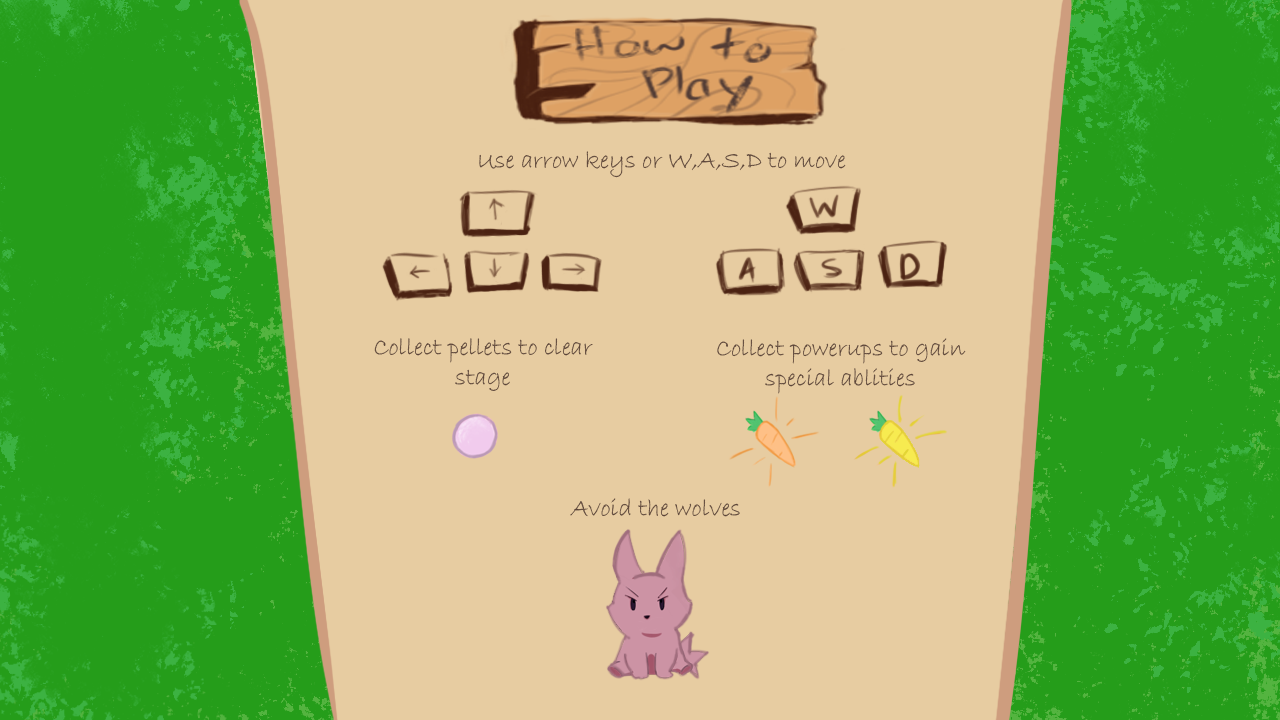 How to
Play
Use arrow keys or W,A,S,D to move
↑
W
← ↓ →
A S D
Collect pellets to clear
stage
Collect powerups to gain
special ablities
Avoid the wolves